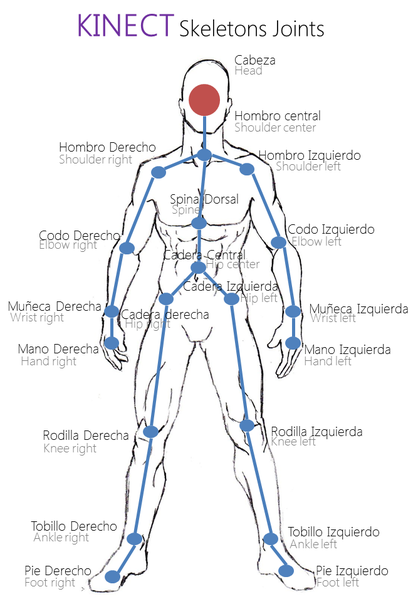 KINECT Skeletons Joints
Cabeza
Head
Hombro central
Shoulder center
Hombro Derecho
Shoulder right
Hombro Izquierdo
Shoulder left
Spina Dorsal
Spine
Codo Derecho
Elbow right
Codo Izquierdo
Elbow left
Cadera Central
Hip center
Cadera Izquierda
Hip left
Muñeca Derecha
Wrist right
Cadera derecha
Hip right
Muñeca Izquierda
Wrist left
Mano Derecha
Hand right
Mano Izquierda
Hand left
Rodilla Derecha
Knee right
Rodilla Izquierda
Knee left
Tobillo Derecho
Ankle right
Tobillo Izquierdo
Ankle left
Pie Derecho
Foot right
Pie Izquierdo
Foot left